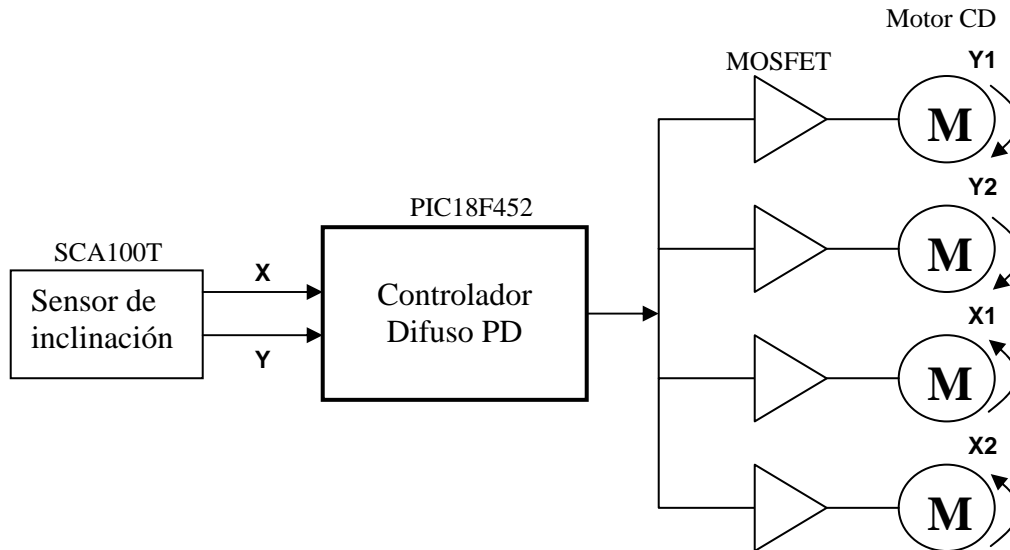 Motor CD
MOSFET
Y1
M
Y2
M
PIC18F452
SCA100T
X
Sensor de
inclinación
Y
Controlador
Difuso PD
X1
M
X2
M